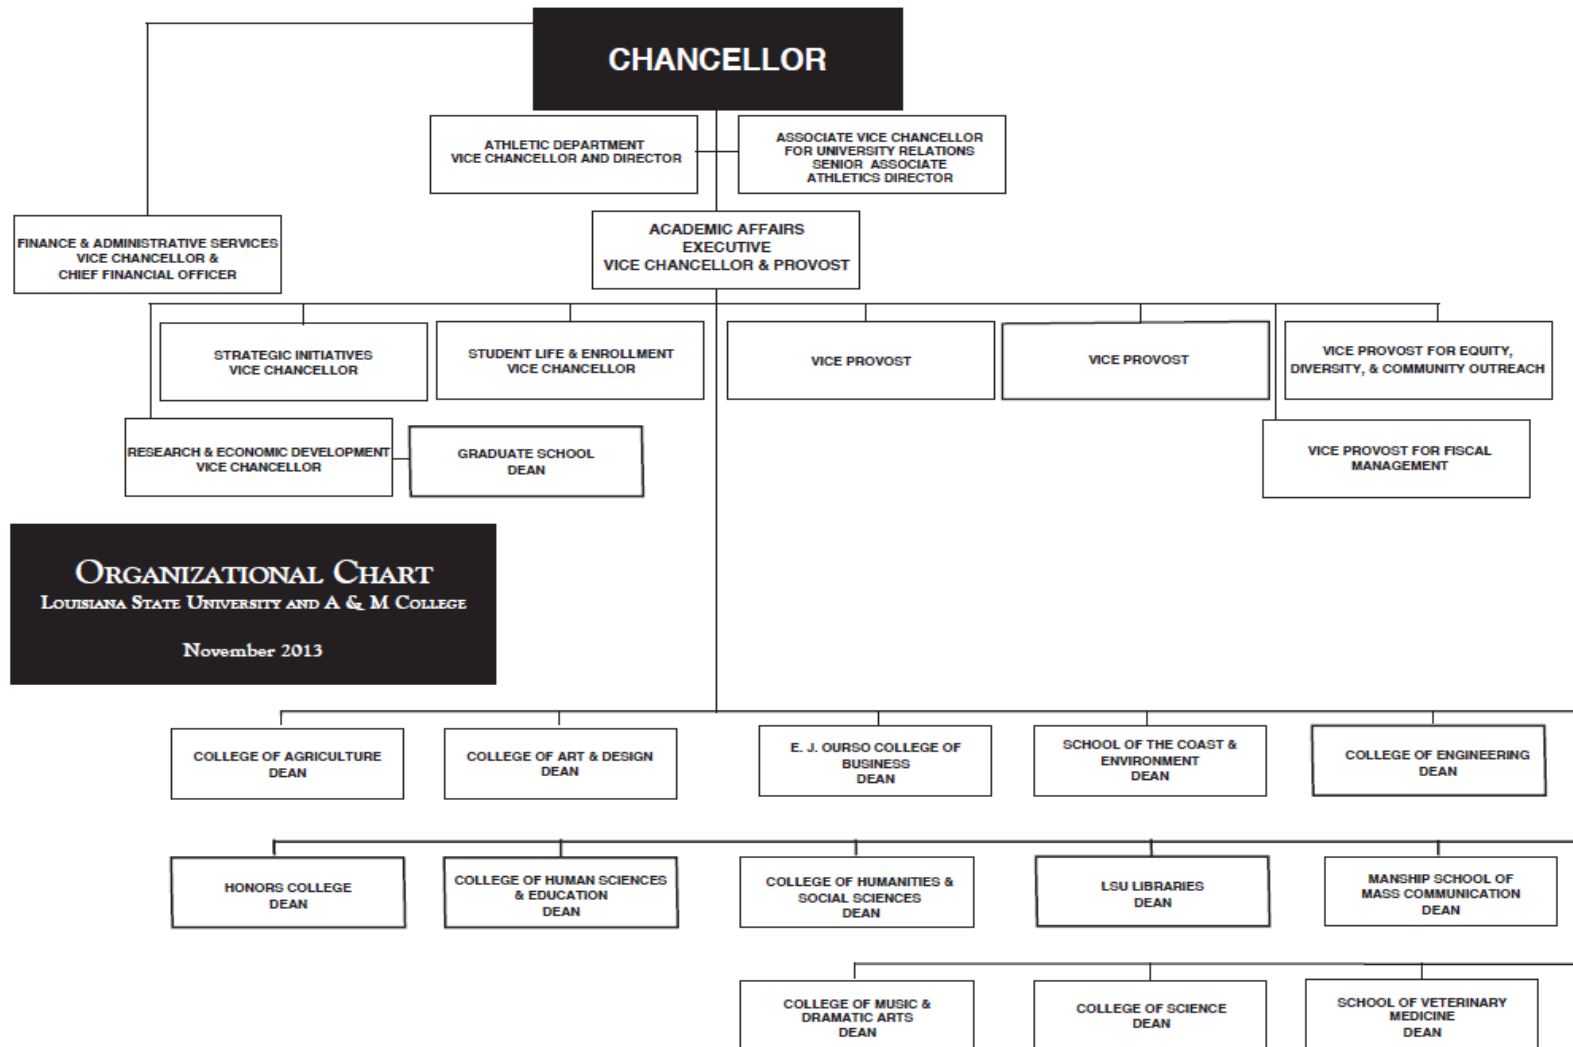 CHANCELLOR
ATHLETIC DEPARTMENT
VICE CHANCELLOR AND DIRECTOR
ASSOCIATE VICE CHANCELLOR
FOR UNIVERSITY RELATIONS
SENIOR ASSOCIATE
ATHLETICS DIRECTOR
FINANCE & ADMINISTRATIVE SERVICES
VICE CHANCELLOR &
CHIEF FINANCIAL OFFICER
ACADEMIC AFFAIRS
EXECUTIVE
VICE CHANCELLOR & PROVOST
STRATEGIC INITIATIVES
VICE CHANCELLOR
STUDENT LIFE & ENROLLMENT
VICE CHANCELLOR
VICE PROVOST
VICE PROVOST
VICE PROVOST FOR EQUITY,
DIVERSITY, & COMMUNITY OUTREACH
RESEARCH & ECONOMIC DEVELOPMENT
VICE CHANCELLOR
GRADUATE SCHOOL
DEAN
VICE PROVOST FOR FISCAL
MANAGEMENT
ORGANIZATIONAL CHART
LOUISIANA STATE UNIVERSITY AND A & M COLLEGE
November 2013
COLLEGE OF AGRICULTURE
DEAN
COLLEGE OF ART & DESIGN
DEAN
E. J. OURSO COLLEGE OF
BUSINESS
DEAN
SCHOOL OF THE COAST &
ENVIRONMENT
DEAN
COLLEGE OF ENGINEERING
DEAN
HONORS COLLEGE
DEAN
COLLEGE OF HUMAN SCIENCES
& EDUCATION
DEAN
COLLEGE OF HUMANITIES &
SOCIAL SCIENCES
DEAN
LSU LIBRARIES
DEAN
MANSHIP SCHOOL OF
MASS COMMUNICATION
DEAN
COLLEGE OF MUSIC &
DRAMATIC ARTS
DEAN
COLLEGE OF SCIENCE
DEAN
SCHOOL OF VETERINARY
MEDICINE
DEAN